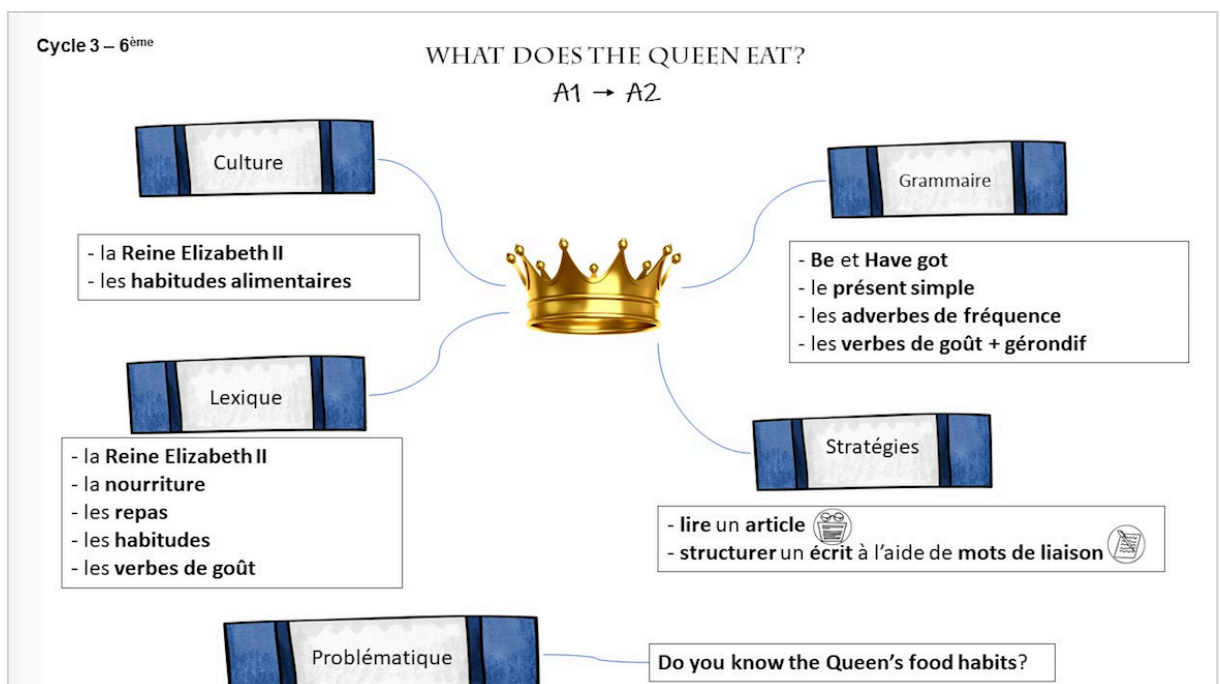 Cycle 3 – 6ème
WHAT DOES THE QUEEN EAT?
A1 → A2
Culture
- la Reine Elizabeth II
- les habitudes alimentaires
Grammaire
- Be et Have got
- le présent simple
- les adverbes de fréquence
- les verbes de goût + gérondif
Lexique
- la Reine Elizabeth II
- la nourriture
- les repas
- les habitudes
- les verbes de goût
Stratégies
- lire un article
- structurer un écrit à l’aide de mots de liaison
Problématique
Do you know the Queen’s food habits?